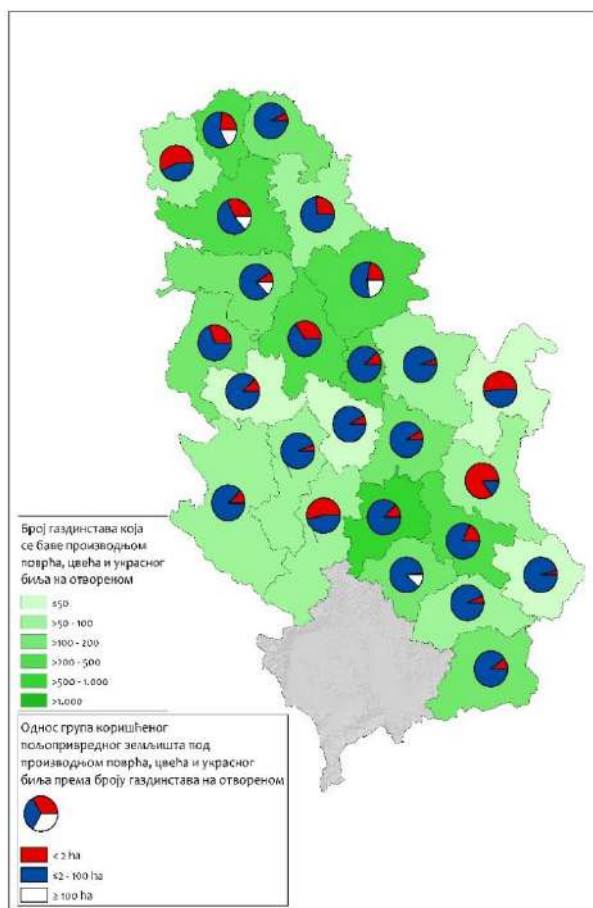 Број газдинстава која
се баве производњом
поврћа, цвећа и украсног
биља на отвореном
≤50
>50 - 100
>100 - 200
>200 - 500
>500 - 1.000
>1.000
Однос група коришћеног
пољопривредног земљишта под
производњом поврћа, цвећа и украсног
биља према броју газдинстава на отвореном
< 2 ha
≤2 - 100 ha
≥ 100 ha